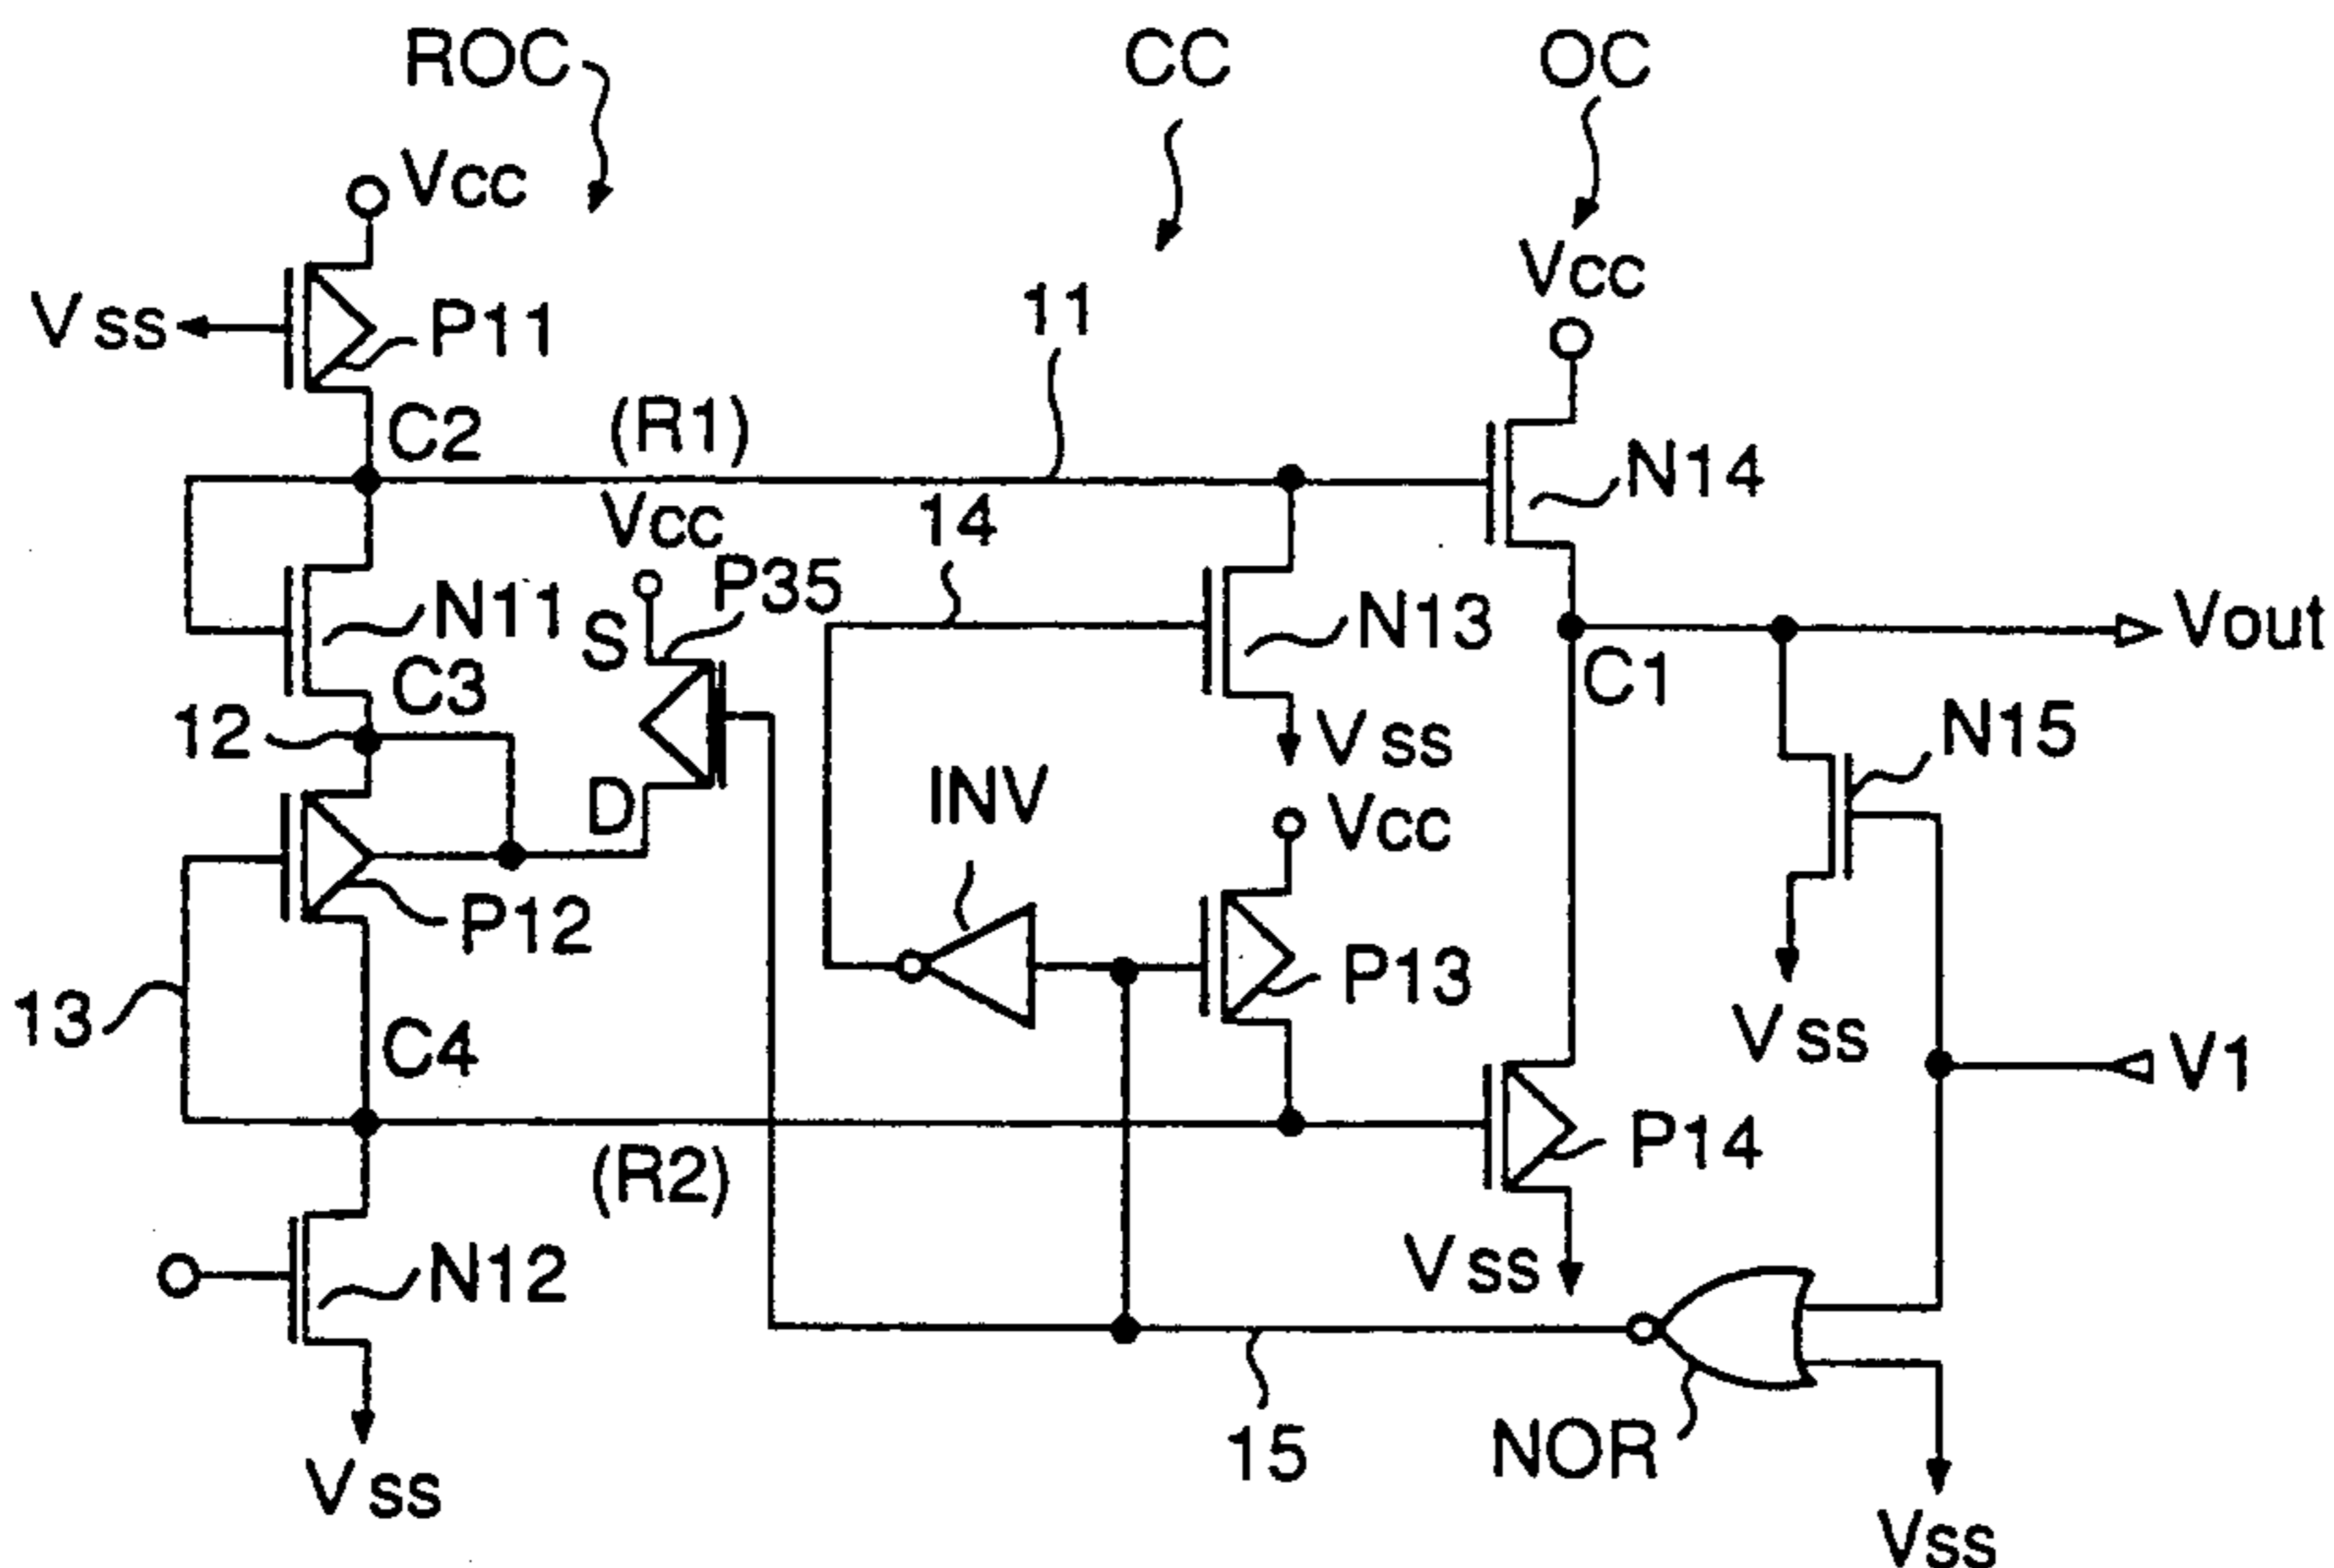 ROC
CC
OC
Vcc
Vcc
Vss
P11
11
C2
(R1)
N14
Vcc
14
P35
N11
S
N13
Vout
C3
C1
12
Vss
N15
D
INV
Vcc
P12
P13
13
Vss
C4
V1
P14
(R2)
Vss
N12
15
NOR
Vss
Vss